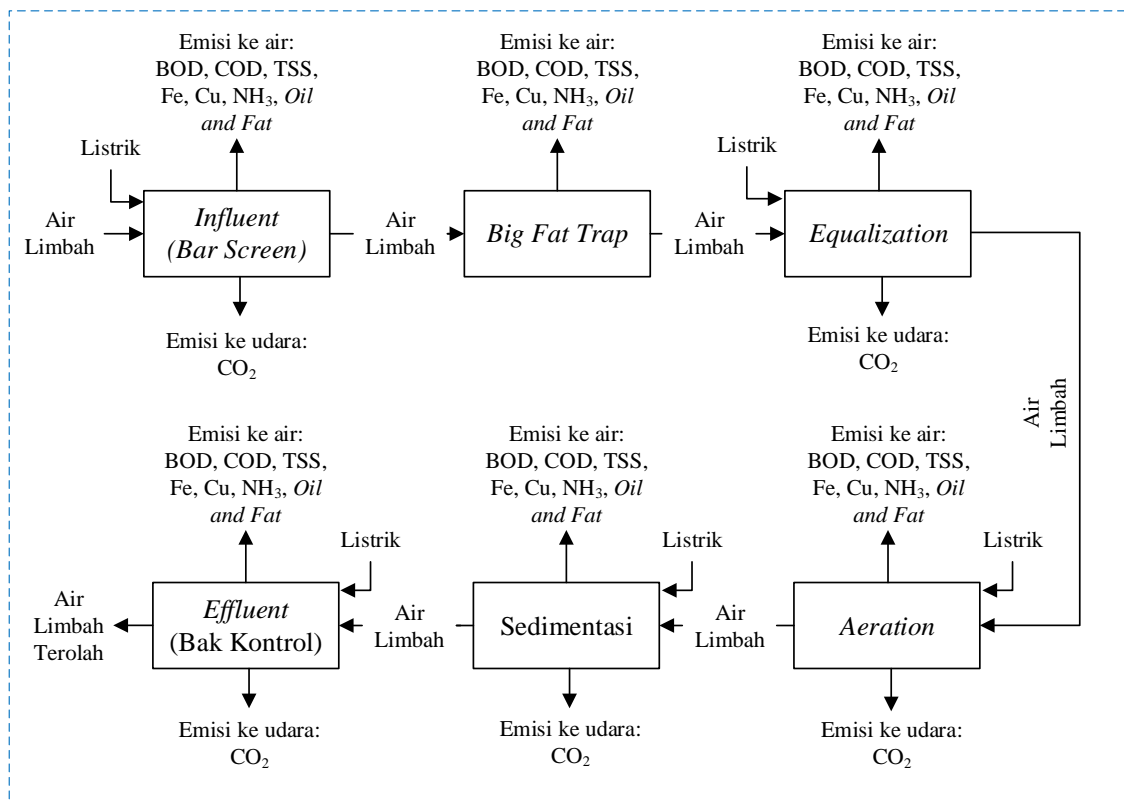 Emisi ke air:
BOD, COD, TSS,
Fe, Cu, NH₃, Oil
and Fat
Listrik
Air
Limbah
Influent
(Bar Screen)
Emisi ke udara:
CO₂
Air
Limbah
Emisi ke air:
BOD, COD, TSS,
Fe, Cu, NH₃, Oil
and Fat
Big Fat Trap
Air
Limbah
Emisi ke air:
BOD, COD, TSS,
Fe, Cu, NH₃, Oil
and Fat
Listrik
Equalization
Emisi ke udara:
CO₂
Air
Limbah
Emisi ke air:
BOD, COD, TSS,
Fe, Cu, NH₃, Oil
and Fat
Listrik
Aeration
Emisi ke udara:
CO₂
Air
Limbah
Emisi ke air:
BOD, COD, TSS,
Fe, Cu, NH₃, Oil
and Fat
Listrik
Sedimentasi
Emisi ke udara:
CO₂
Air
Limbah
Emisi ke air:
BOD, COD, TSS,
Fe, Cu, NH₃, Oil
and Fat
Listrik
Effluent
(Bak Kontrol)
Emisi ke udara:
CO₂
Air
Limbah
Terolah